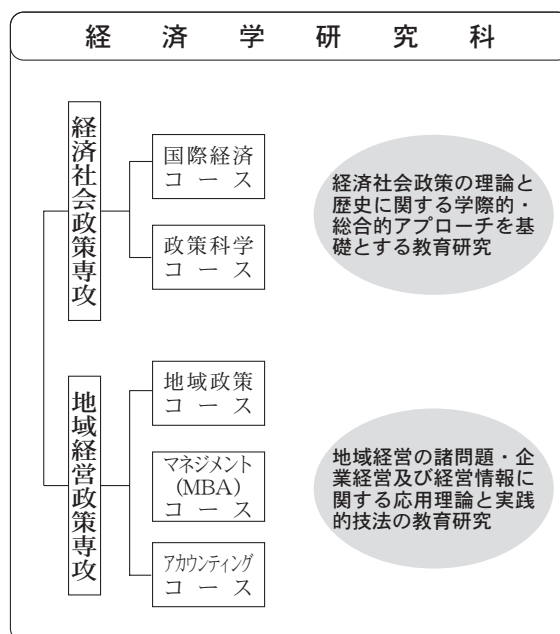 経済学研究科
経済社会政策専攻
国際経済
コース
政策科学
コース
経済社会政策の理論と
歴史に関する学際的・
総合的アプローチを基
礎とする教育研究
地域経営政策専攻
地域政策
コース
マネジメント
(MBA)
コース
アカウンティング
コース
地域経営の諸問題・企
業経営及び経営情報に
関する応用理論と実践
的技法の教育研究